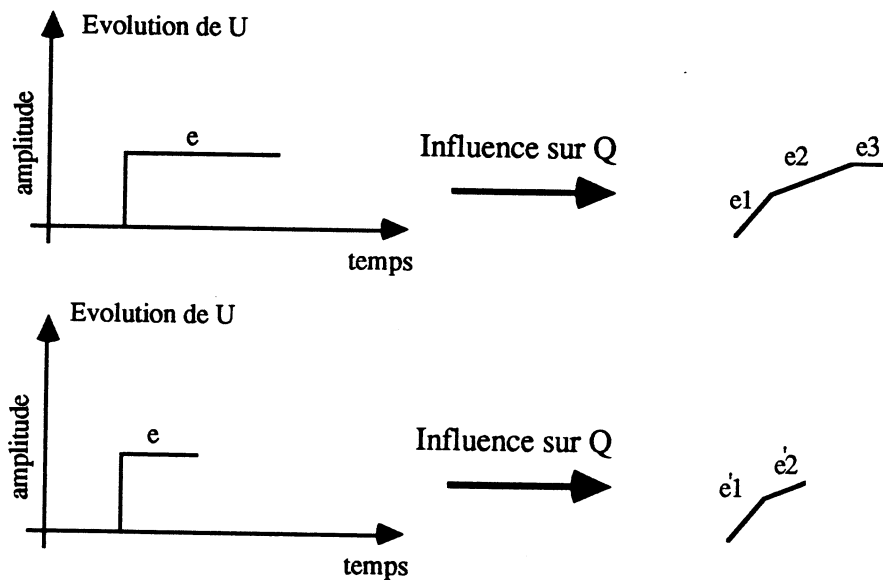 Evolution de U
amplitude
e
temps
Influence sur Q
e1
e2
e3
Evolution de U
amplitude
e
temps
Influence sur Q
e'1
e'2